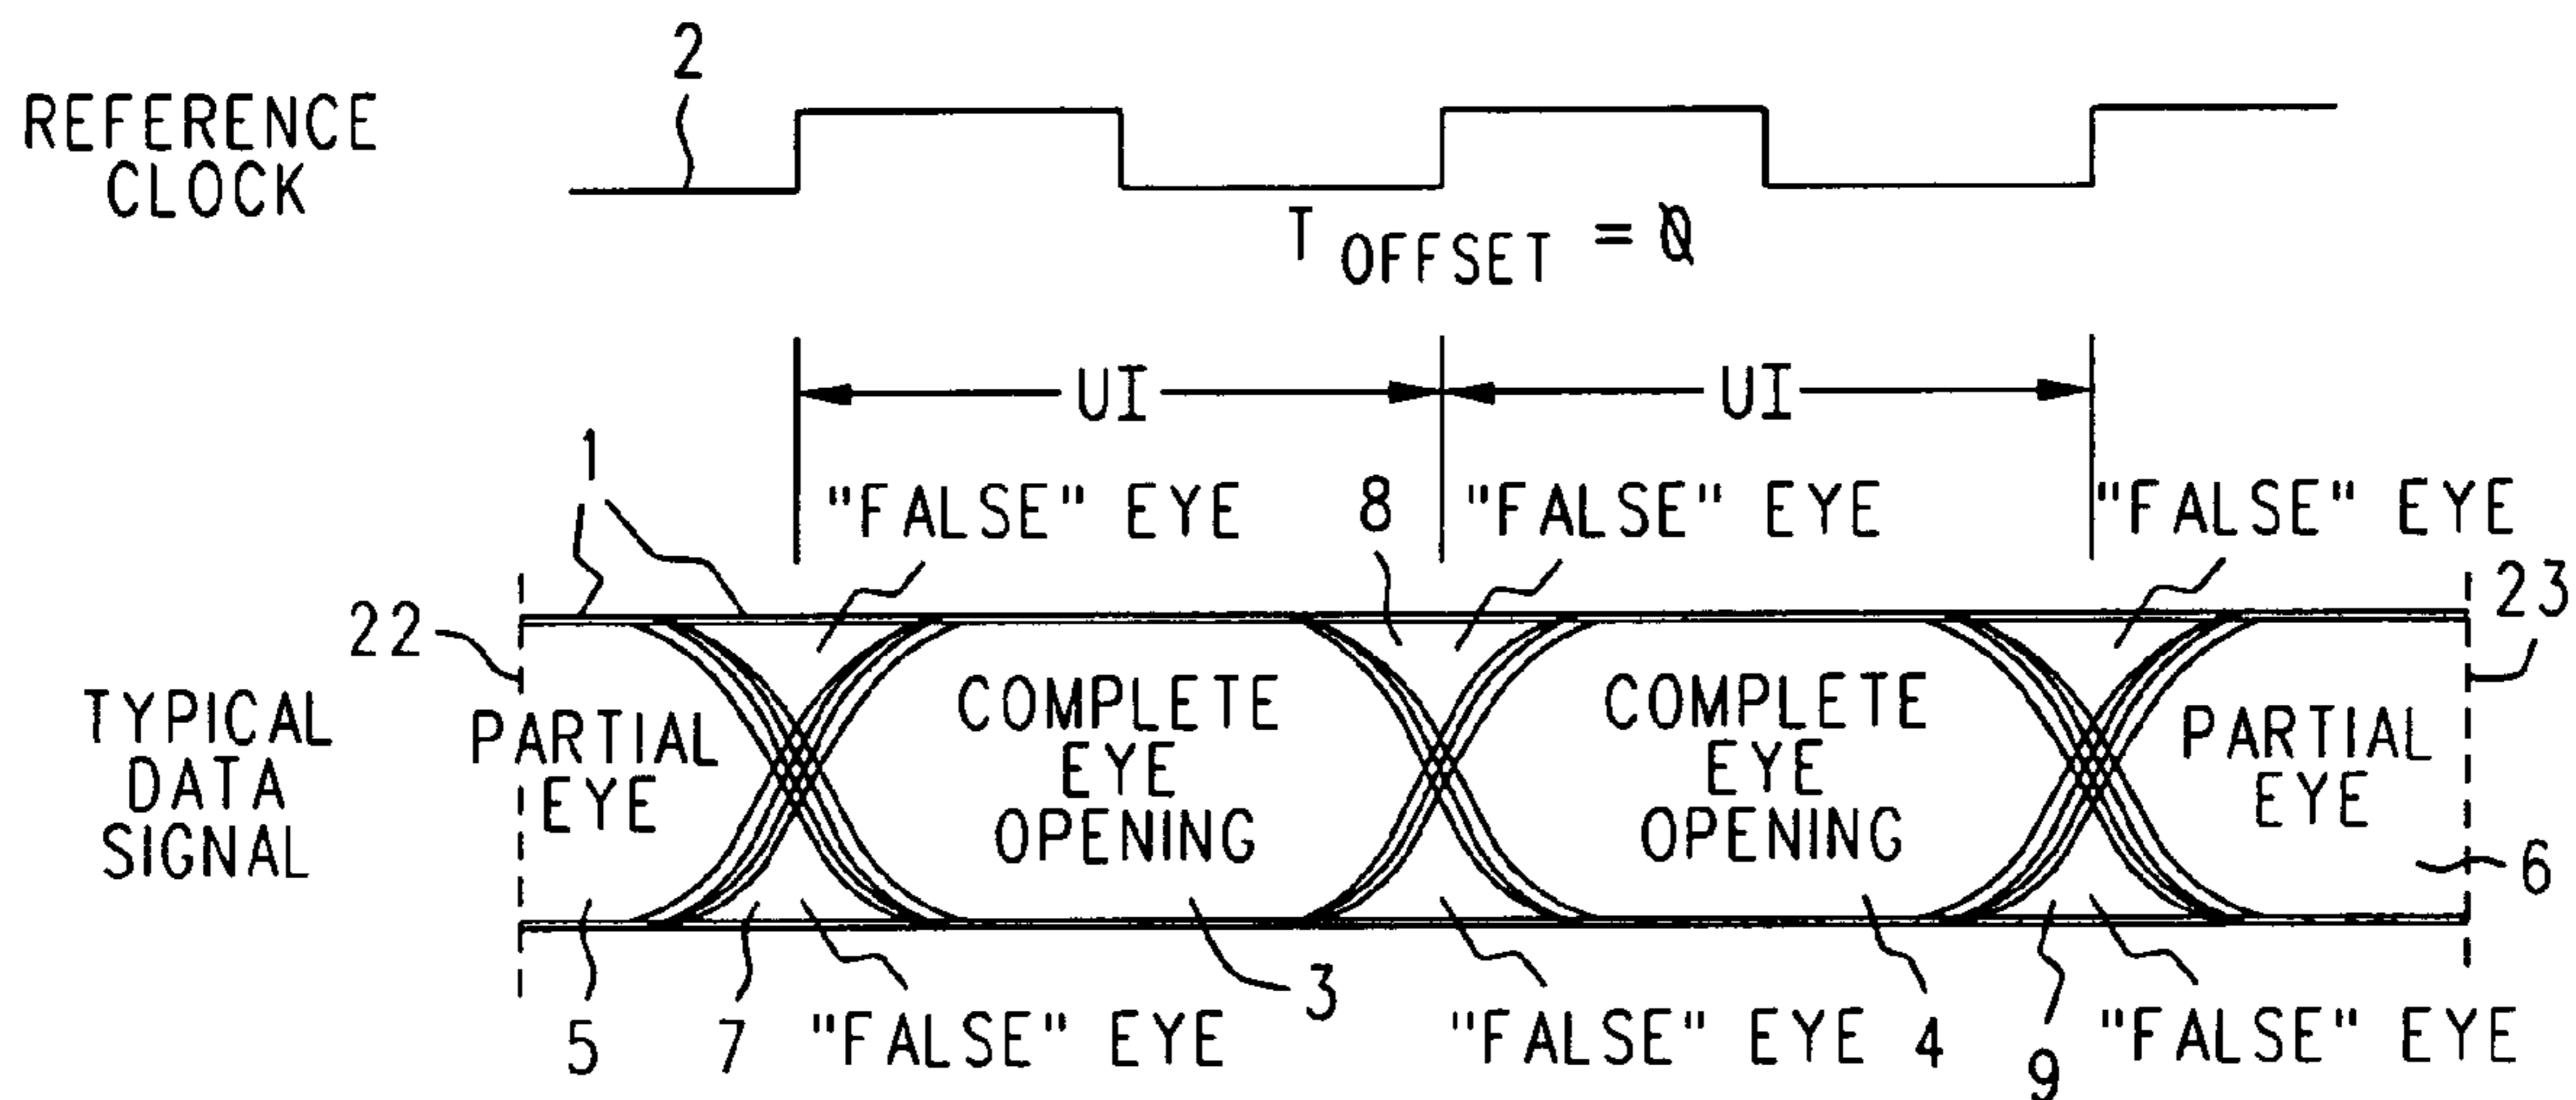 2
REFERENCE
CLOCK
T OFFSET = 0
UI
UI
1
"FALSE" EYE
8
"FALSE" EYE
"FALSE" EYE
22
23
TYPICAL
DATA
SIGNAL
PARTIAL
EYE
COMPLETE
EYE
OPENING
COMPLETE
EYE
OPENING
PARTIAL
EYE
6
5
7
"FALSE" EYE
3
"FALSE" EYE
4
9
"FALSE" EYE